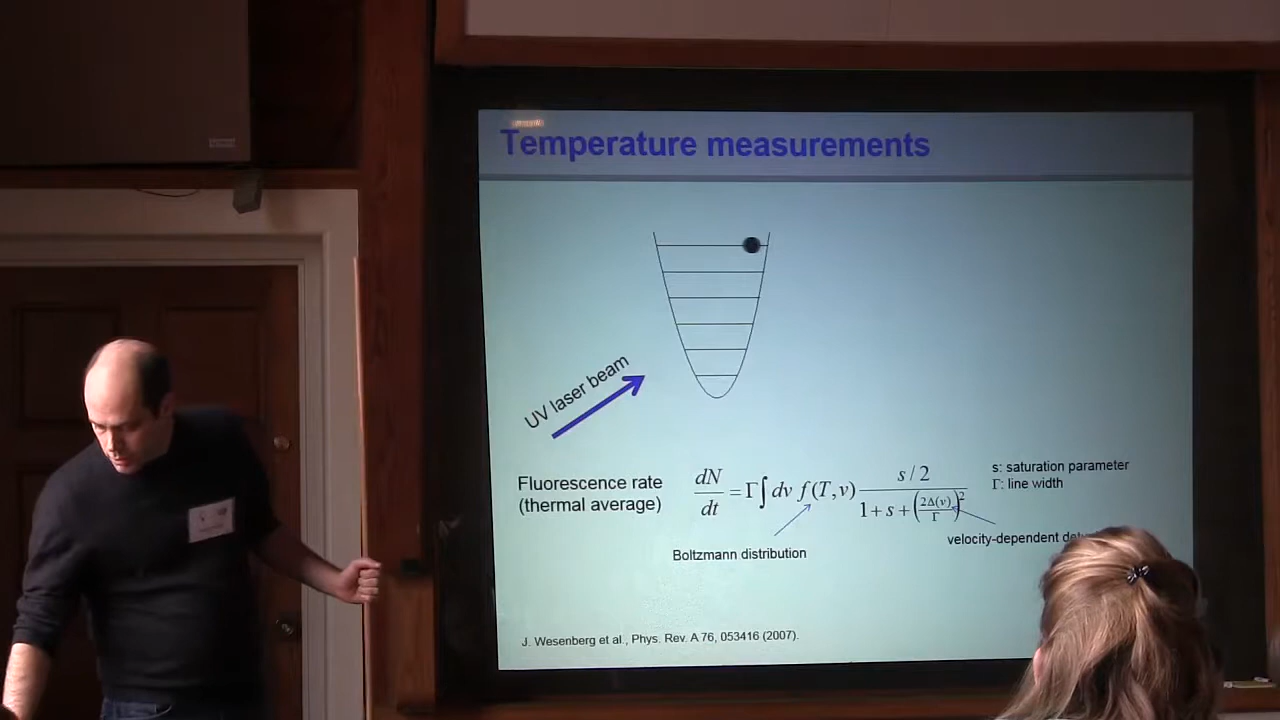 Temperature measurements
UV laser beam
Fluorescence rate
(thermal average)
dN/dt = Γ∫dv f(T,v) s/2 / 1+s+(2Δ(v)/Γ)²
s: saturation parameter
Γ: line width
velocity-dependent
Boltzmann distribution
J. Wesenberg et al., Phys. Rev. A 76, 053416 (2007).